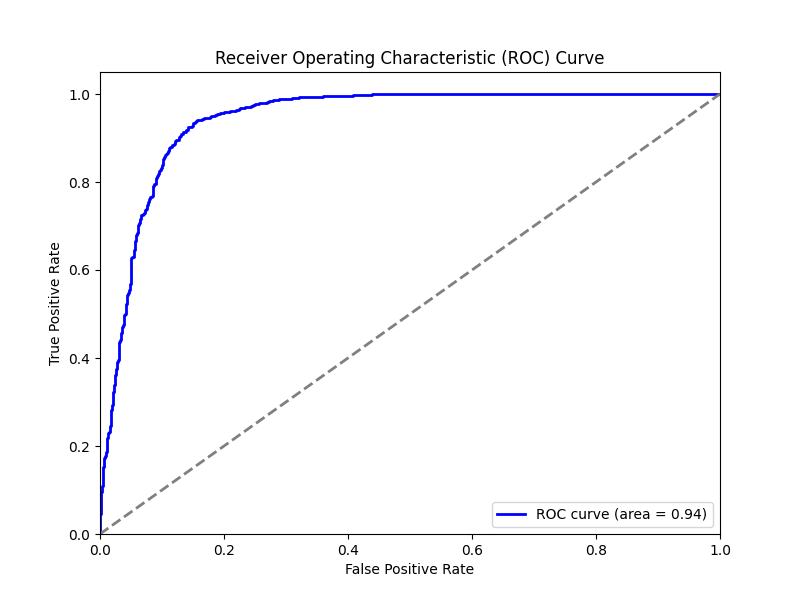 Receiver Operating Characteristic (ROC) Curve
1.0
0.8
0.6
0.4
0.2
0.0
True Positive Rate
ROC curve (area = 0.94)
0.0 0.2 0.4 0.6 0.8 1.0
False Positive Rate